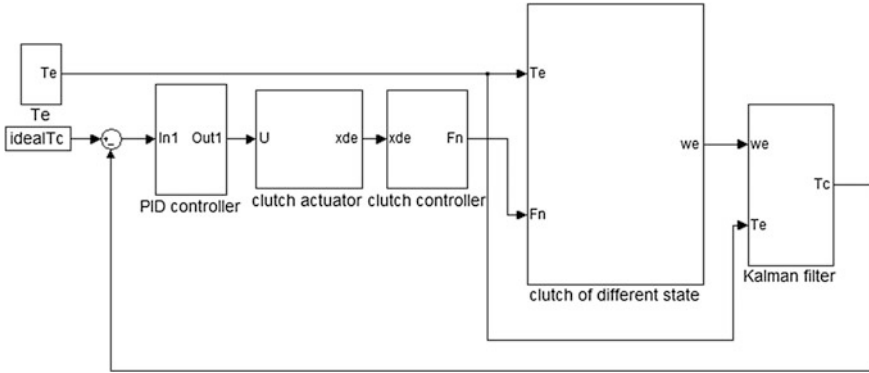 Te
Te
idealTc
+
-
In1 Out1
PID controller
U xde
clutch actuator
xde Fn
clutch controller
Te
Fn
we
clutch of different state
we
Te
Tc
Kalman filter